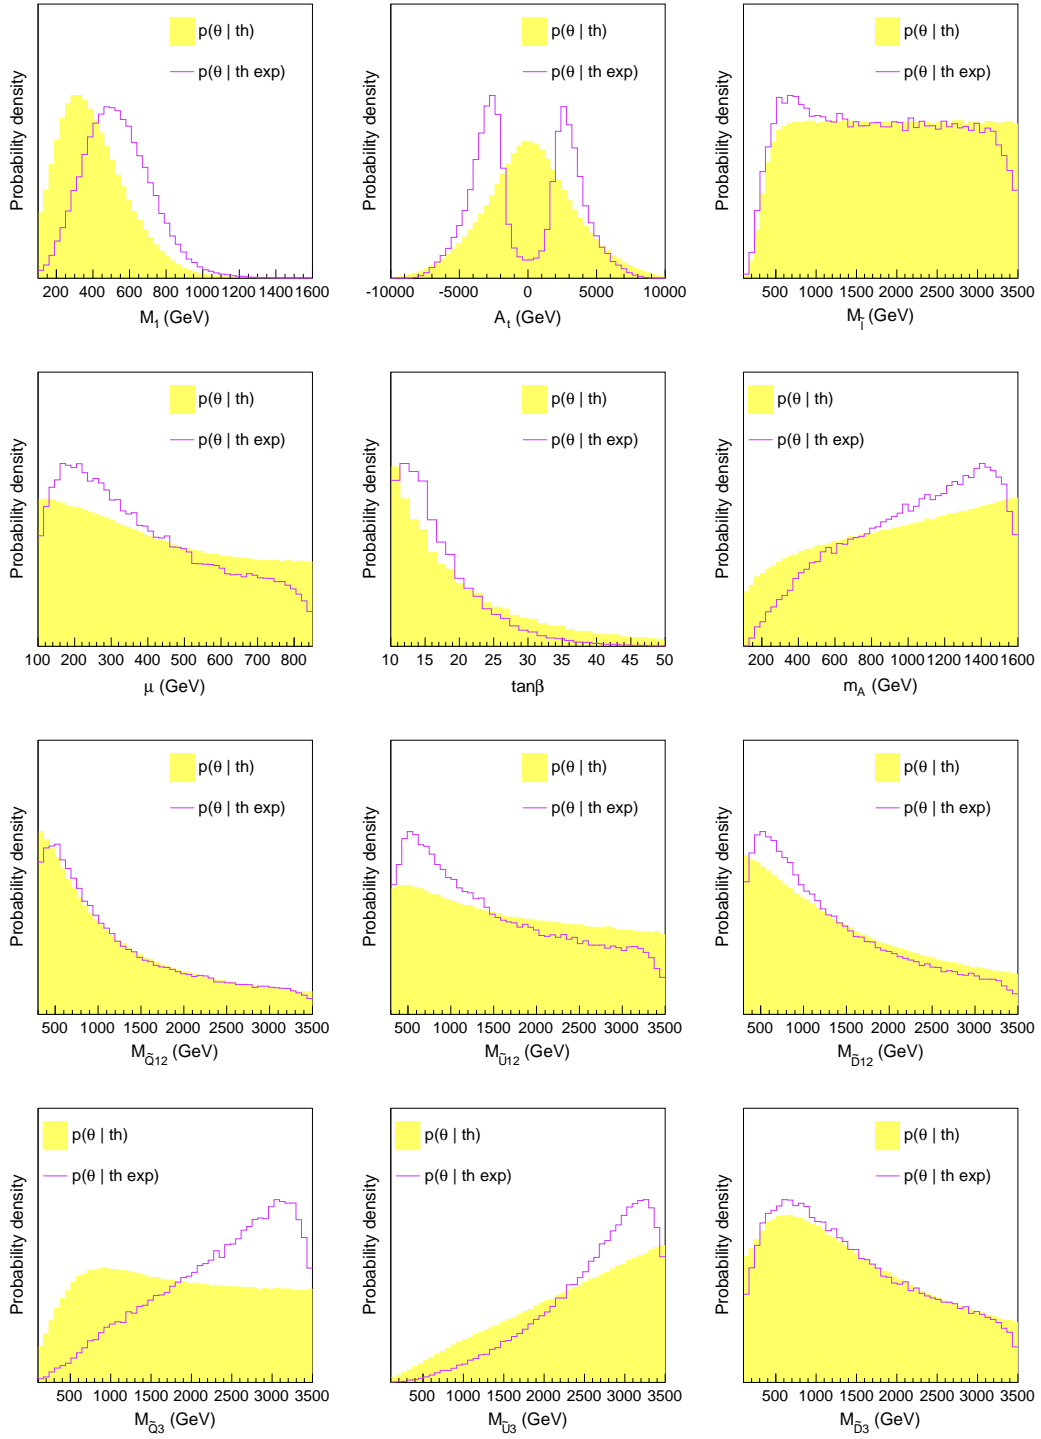 Probability density
p(θ | th)
p(θ | th exp)
200 400 600 800 1000 1200 1400 1600
M₁ (GeV)
Probability density
p(θ | th)
p(θ | th exp)
-10000 -5000 0 5000 10000
Aₜ (GeV)
Probability density
p(θ | th)
p(θ | th exp)
500 1000 1500 2000 2500 3000 3500
M_l̃ (GeV)
Probability density
p(θ | th)
p(θ | th exp)
100 200 300 400 500 600 700 800
μ (GeV)
Probability density
p(θ | th)
p(θ | th exp)
10 15 20 25 30 35 40 45 50
tanβ
Probability density
p(θ | th)
p(θ | th exp)
200 400 600 800 1000 1200 1400 1600
m_A (GeV)
Probability density
p(θ | th)
p(θ | th exp)
500 1000 1500 2000 2500 3000 3500
M_Q̃12 (GeV)
Probability density
p(θ | th)
p(θ | th exp)
500 1000 1500 2000 2500 3000 3500
M_Ũ12 (GeV)
Probability density
p(θ | th)
p(θ | th exp)
500 1000 1500 2000 2500 3000 3500
M_D̃12 (GeV)
Probability density
p(θ | th)
p(θ | th exp)
500 1000 1500 2000 2500 3000 3500
M_Q̃3 (GeV)
Probability density
p(θ | th)
p(θ | th exp)
500 1000 1500 2000 2500 3000 3500
M_Ũ3 (GeV)
Probability density
p(θ | th)
p(θ | th exp)
500 1000 1500 2000 2500 3000 3500
M_D̃3 (GeV)